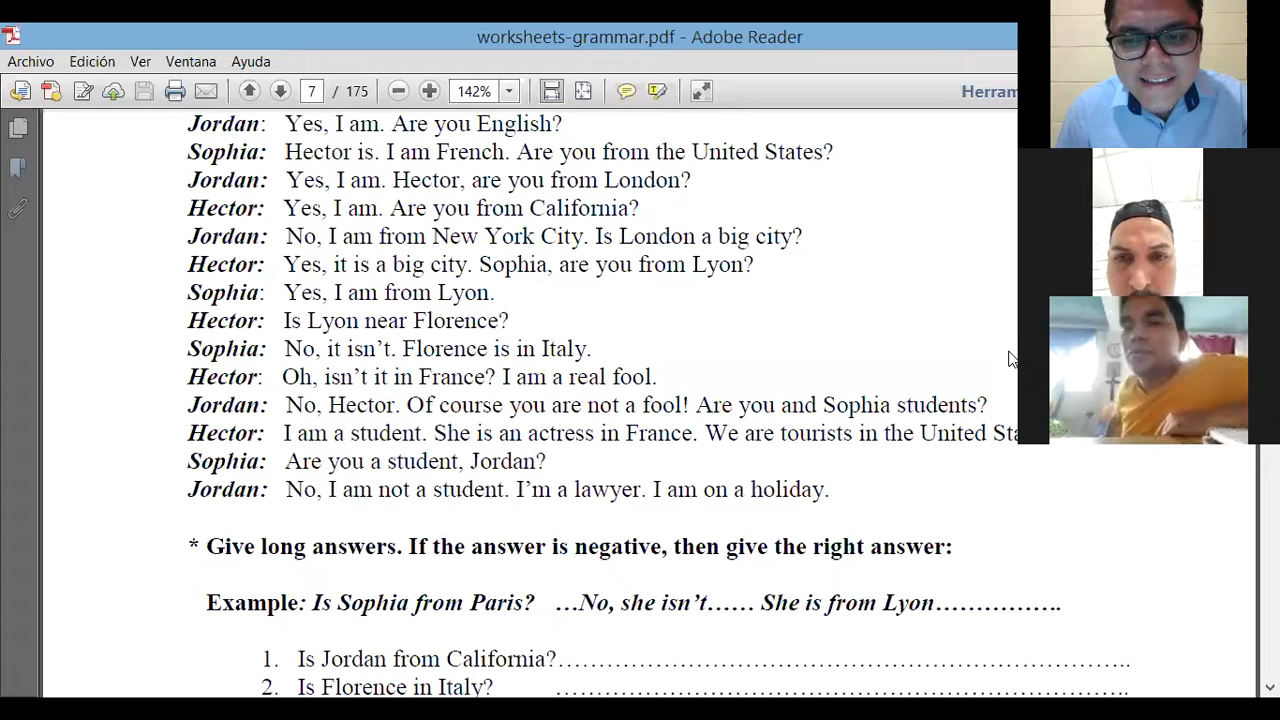 worksheets-grammar.pdf - Adobe Reader
Archivo Edición Ver Ventana Ayuda
7 / 175 142% Herram
Jordan: Yes, I am. Are you English?
Sophia: Hector is. I am French. Are you from the United States?
Jordan: Yes, I am. Hector, are you from London?
Hector: Yes, I am. Are you from California?
Jordan: No, I am from New York City. Is London a big city?
Hector: Yes, it is a big city. Sophia, are you from Lyon?
Sophia: Yes, I am from Lyon.
Hector: Is Lyon near Florence?
Sophia: No, it isn't. Florence is in Italy.
Hector: Oh, isn't it in France? I am a real fool.
Jordan: No, Hector. Of course you are not a fool! Are you and Sophia students?
Hector: I am a student. She is an actress in France. We are tourists in the United Sta
Sophia: Are you a student, Jordan?
Jordan: No, I am not a student. I'm a lawyer. I am on a holiday.
* Give long answers. If the answer is negative, then give the right answer:
Example: Is Sophia from Paris? …No, she isn't…… She is from Lyon…………….
1. Is Jordan from California?……………………………………………………………..
2. Is Florence in Italy? ……………………………………………………………..